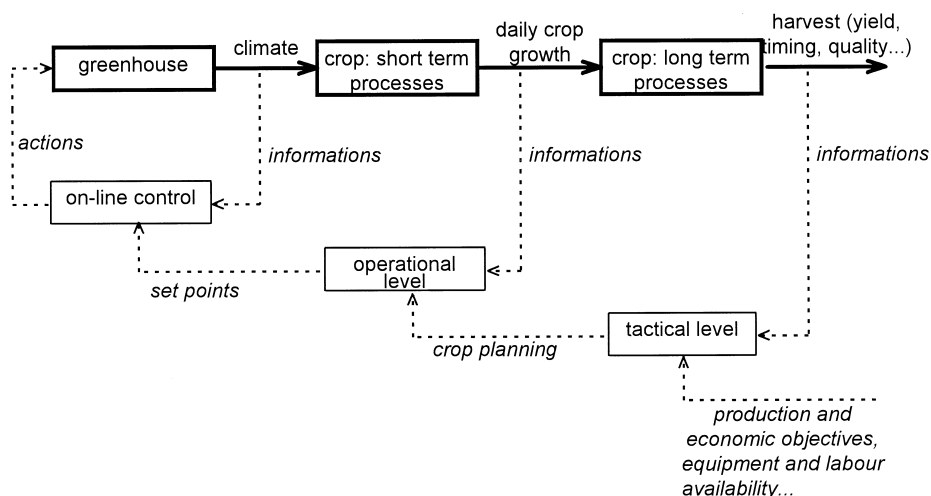 greenhouse
climate
crop: short term
processes
daily crop
growth
crop: long term
processes
harvest (yield,
timing, quality...)
actions
informations
informations
informations
on-line control
operational
level
set points
tactical level
crop planning
production and
economic objectives,
equipment and labour
availability...